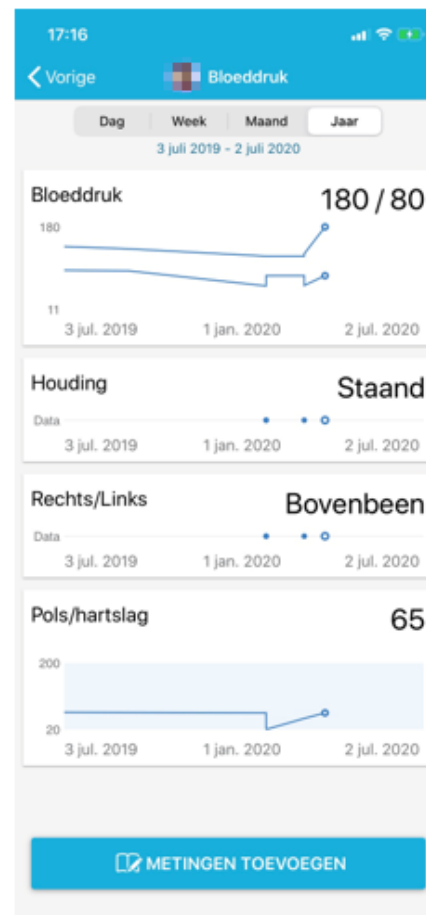 17:16
Vorige Bloeddruk
Dag Week Maand Jaar
3 juli 2019 - 2 juli 2020
Bloeddruk 180 / 80
180
11
3 jul. 2019 1 jan. 2020 2 jul. 2020
Houding Staand
Data
3 jul. 2019 1 jan. 2020 2 jul. 2020
Rechts/Links Bovenbeen
Data
3 jul. 2019 1 jan. 2020 2 jul. 2020
Pols/hartslag 65
200
20
3 jul. 2019 1 jan. 2020 2 jul. 2020
METINGEN TOEVOEGEN